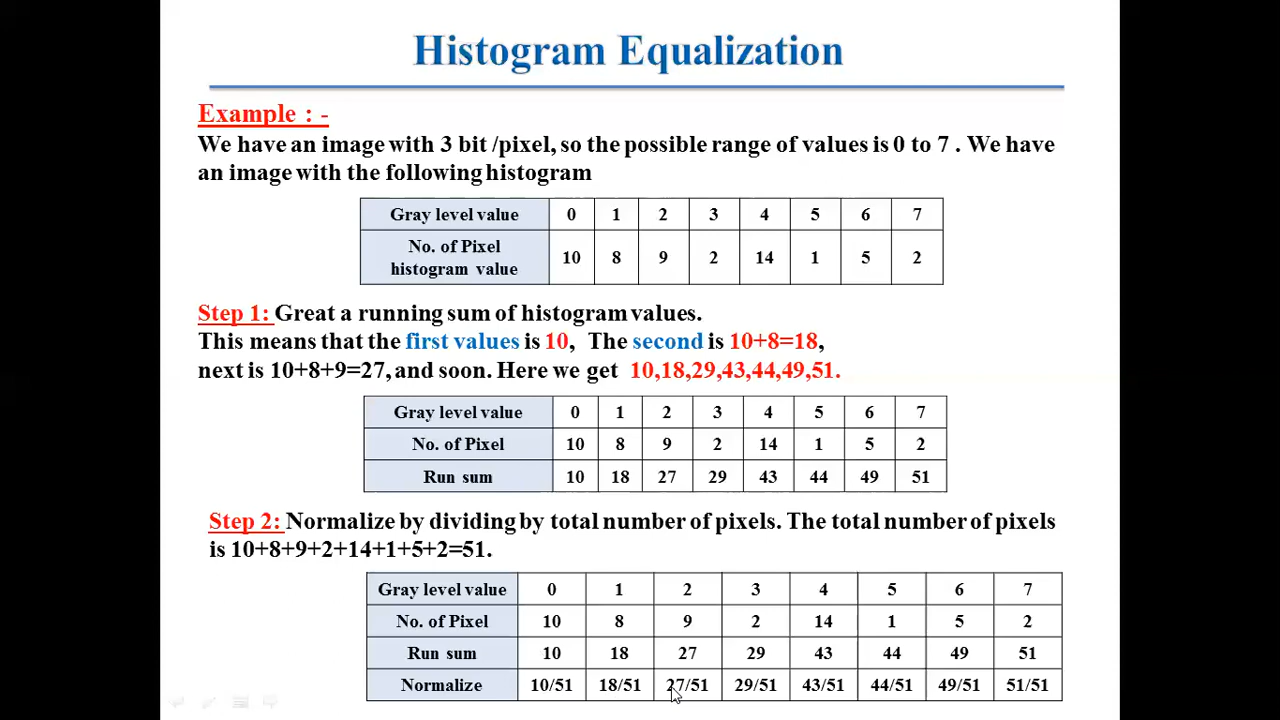 Histogram Equalization
Example : -
We have an image with 3 bit /pixel, so the possible range of values is 0 to 7 . We have
an image with the following histogram
Gray level value 0 1 2 3 4 5 6 7
No. of Pixel
histogram value 10 8 9 2 14 1 5 2
Step 1: Great a running sum of histogram values.
This means that the first values is 10, The second is 10+8=18,
next is 10+8+9=27, and soon. Here we get 10,18,29,43,44,49,51.
Gray level value 0 1 2 3 4 5 6 7
No. of Pixel 10 8 9 2 14 1 5 2
Run sum 10 18 27 29 43 44 49 51
Step 2: Normalize by dividing by total number of pixels. The total number of pixels
is 10+8+9+2+14+1+5+2=51.
Gray level value 0 1 2 3 4 5 6 7
No. of Pixel 10 8 9 2 14 1 5 2
Run sum 10 18 27 29 43 44 49 51
Normalize 10/51 18/51 27/51 29/51 43/51 44/51 49/51 51/51